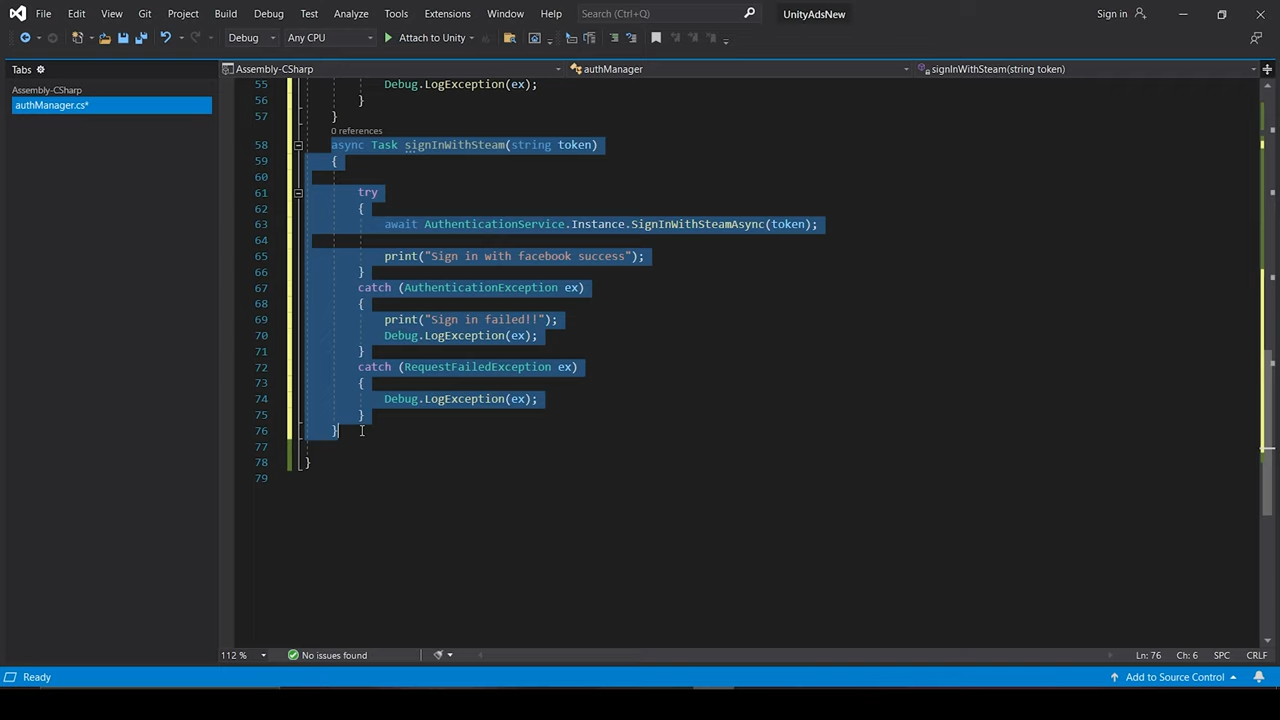 File Edit View Git Project Build Debug Test Analyze Tools Extensions Window Help Search (Ctrl+Q) UnityAdsNew Sign in
Debug Any CPU Attach to Unity
Tabs
Assembly-CSharp
authManager.cs*
Assembly-CSharp authManager signInWithSteam(string token)
55 Debug.LogException(ex);
56 }
57 }
0 references
58 async Task signInWithSteam(string token)
59 {
60
61 try
62 {
63 await AuthenticationService.Instance.SignInWithSteamAsync(token);
64
65 print("Sign in with facebook success");
66 }
67 catch (AuthenticationException ex)
68 {
69 print("Sign in failed!!");
70 Debug.LogException(ex);
71 }
72 catch (RequestFailedException ex)
73 {
74 Debug.LogException(ex);
75 }
76 }
77
78 }
79
112 % No issues found Ln: 76 Ch: 6 SPC CRLF
Ready Add to Source Control